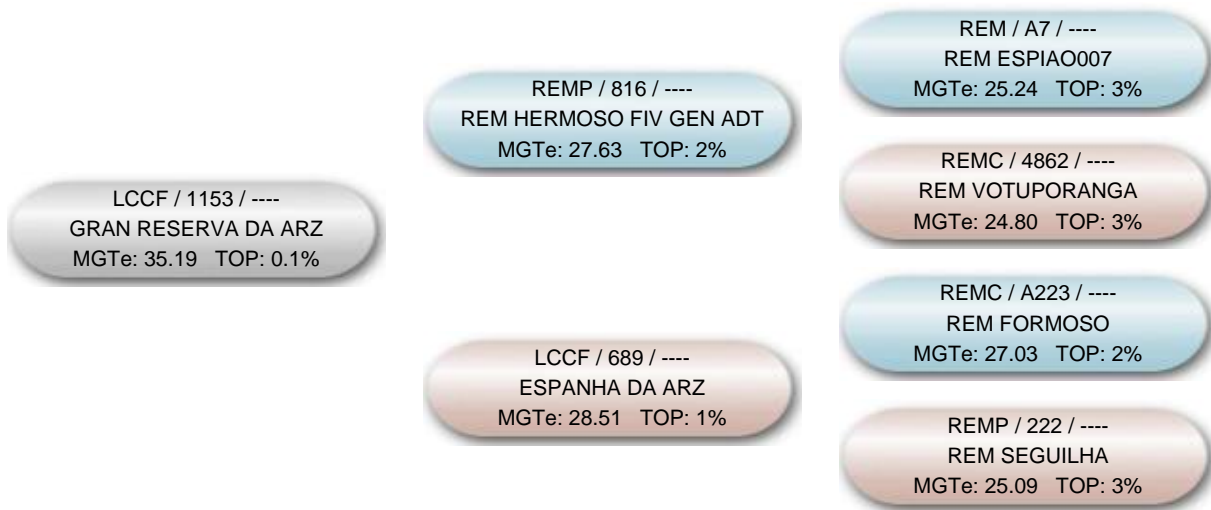 LCCF / 1153 / ----
GRAN RESERVA DA ARZ
MGTe: 35.19 TOP: 0.1%
REMP / 816 / ----
REM HERMOSO FIV GEN ADT
MGTe: 27.63 TOP: 2%
LCCF / 689 / ----
ESPANHA DA ARZ
MGTe: 28.51 TOP: 1%
REM / A7 / ----
REM ESPIAO007
MGTe: 25.24 TOP: 3%
REMC / 4862 / ----
REM VOTUPORANGA
MGTe: 24.80 TOP: 3%
REMC / A223 / ----
REM FORMOSO
MGTe: 27.03 TOP: 2%
REMP / 222 / ----
REM SEGUILHA
MGTe: 25.09 TOP: 3%